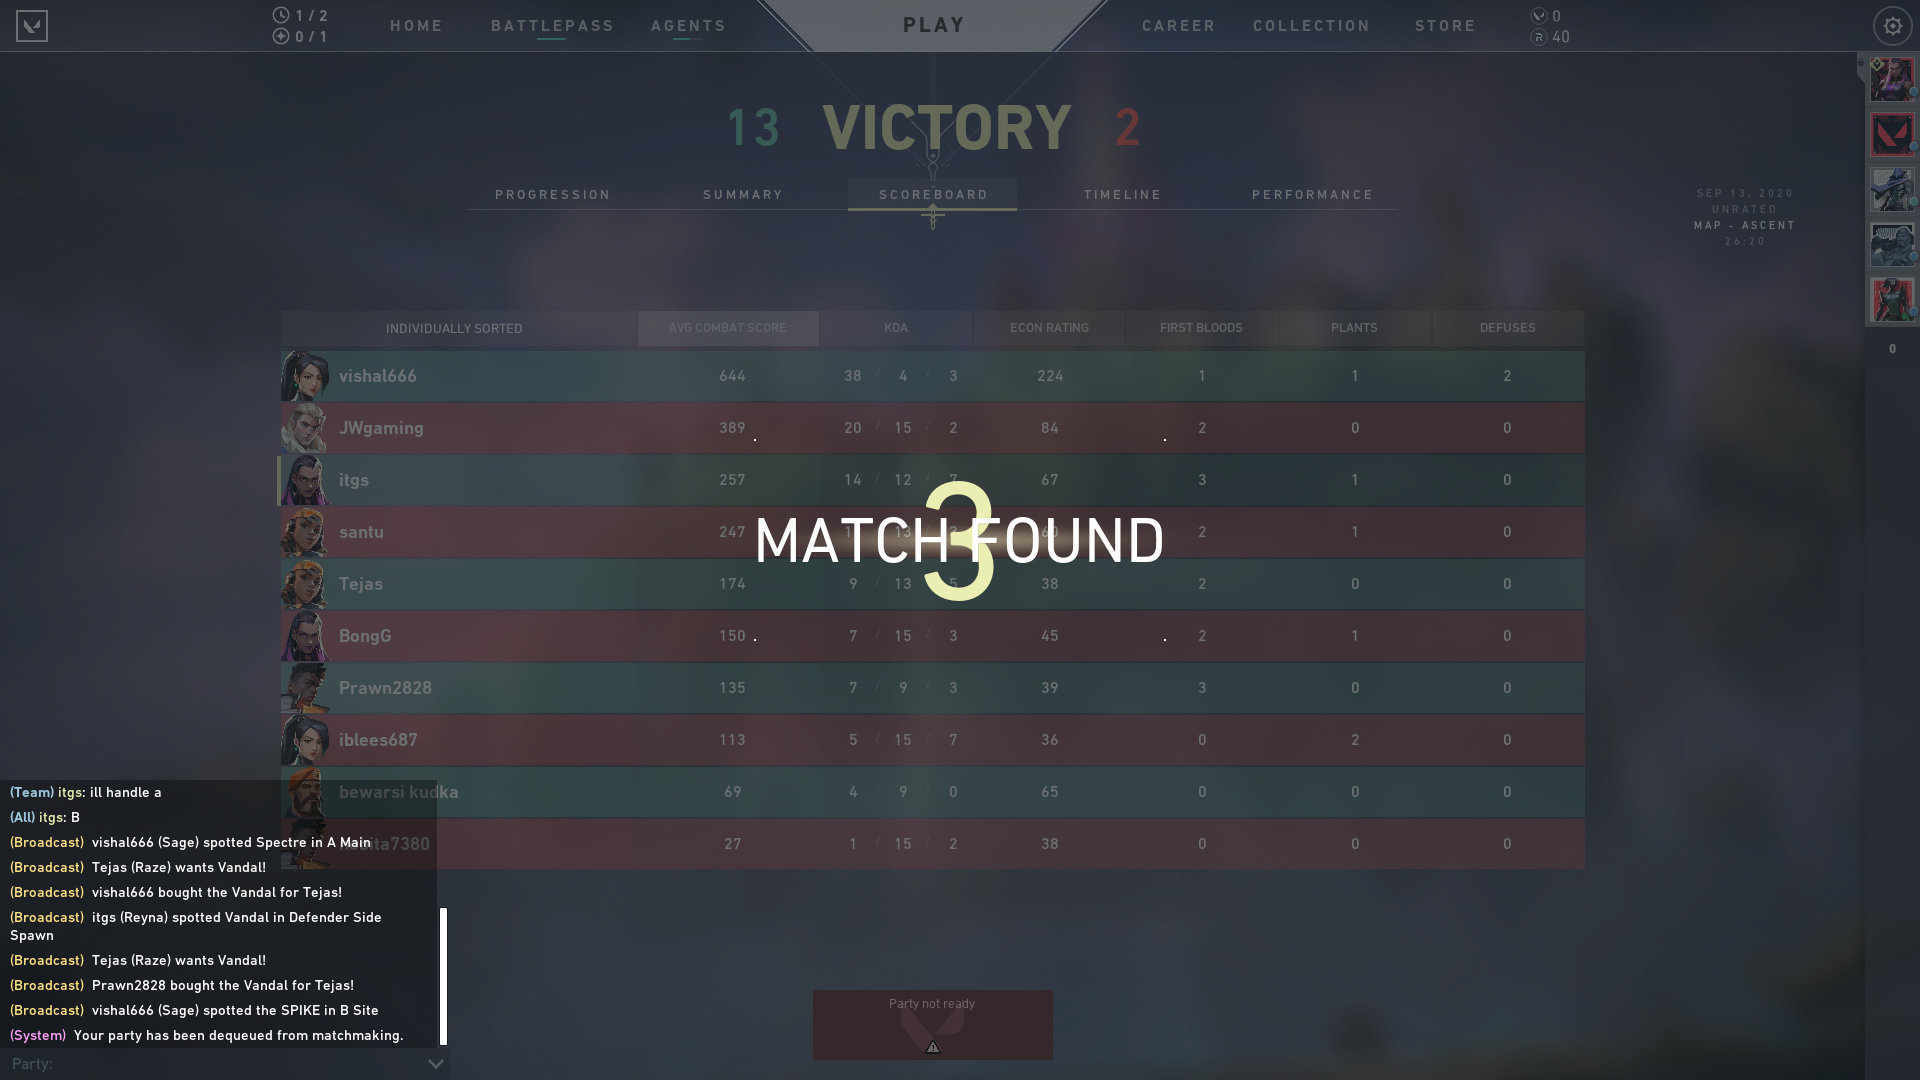 1 / 2
0 / 1
HOME
BATTLEPASS
AGENTS
PLAY
CAREER
COLLECTION
STORE
0
40
13 VICTORY 2
PROGRESSION
SUMMARY
SCOREBOARD
TIMELINE
PERFORMANCE
SEP 13, 2020
UNRATED
MAP - ASCENT
26:20
0
INDIVIDUALLY SORTED AVG COMBAT SCORE KDA ECON RATING FIRST BLOODS PLANTS DEFUSES
vishal666 644 38 / 4 / 3 224 1 1 2
JWgaming 389 20 / 15 / 2 84 2 0 0
itgs 257 14 / 12 / 7 67 3 1 0
santu 247 13 2 1 0
MATCH FOUND
3
Tejas 174 9 / 13 / 5 38 2 0 0
BongG 150 7 / 15 / 3 45 2 1 0
Prawn2828 135 7 / 9 / 3 39 3 0 0
iblees687 113 5 / 15 / 7 36 0 2 0
bewarsi kudka 69 4 / 9 / 0 65 0 0 0
27 1 / 15 / 2 38 0 0 0
(Team) itgs: ill handle a
(All) itgs: B
(Broadcast) vishal666 (Sage) spotted Spectre in A Main
(Broadcast) Tejas (Raze) wants Vandal!
(Broadcast) vishal666 bought the Vandal for Tejas!
(Broadcast) itgs (Reyna) spotted Vandal in Defender Side
Spawn
(Broadcast) Tejas (Raze) wants Vandal!
(Broadcast) Prawn2828 bought the Vandal for Tejas!
(Broadcast) vishal666 (Sage) spotted the SPIKE in B Site
(System) Your party has been dequeued from matchmaking.
Party:
Party not ready